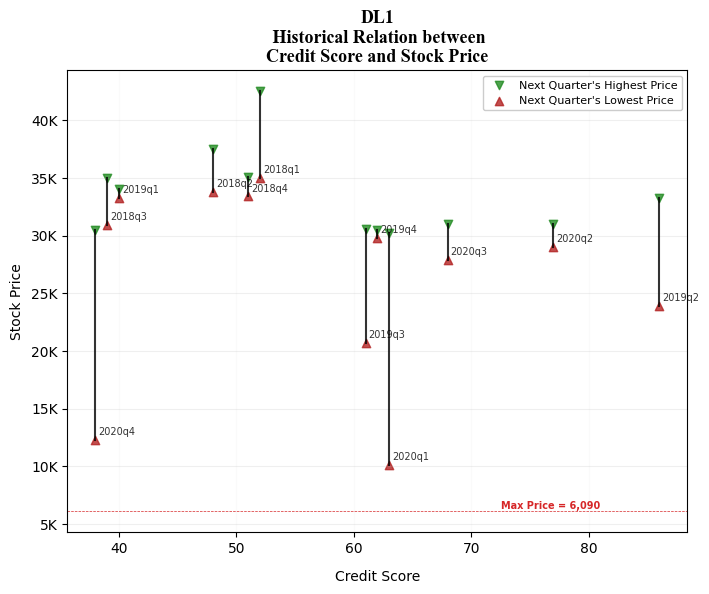 DL1
Historical Relation between
Credit Score and Stock Price
Next Quarter's Highest Price
Next Quarter's Lowest Price
40K
35K
30K
25K
20K
15K
10K
5K
Stock Price
2018q1
2018q2
2018q4
2019q1
2018q3
2019q4
2020q3
2020q2
2019q2
2019q3
2020q4
2020q1
Max Price = 6,090
40
50
60
70
80
Credit Score